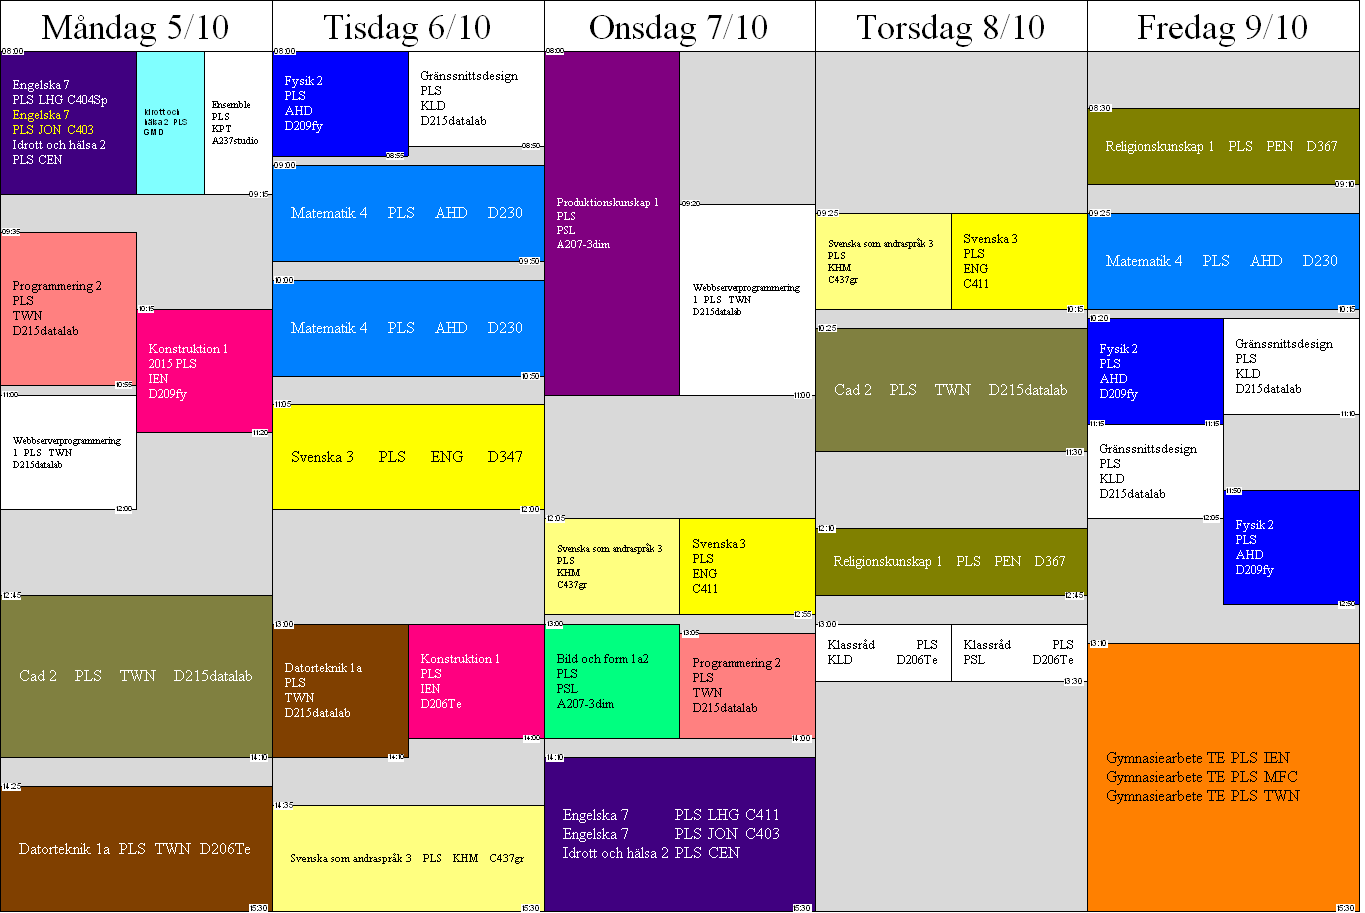 Måndag 5/10
08:00
Engelska 7
PLS LHG C404Sp
Engelska 7
PLS JON C403
Idrott och hälsa 2
PLS CEN
Idrott och
hälsa 2 PLS
GMD
Ensemble
PLS
KPT
A237studio
09:15
09:35
Programmering 2
PLS
TWN
D215datalab
10:55
10:15
Konstruktion 1
2015 PLS
IEN
D209fy
11:20
11:00
Webbserverprogrammering
1 PLS TWN
D215datalab
12:00
12:45
Cad 2 PLS TWN D215datalab
14:10
14:25
Datorteknik 1a PLS TWN D206Te
15:30
Tisdag 6/10
08:00
Fysik 2
PLS
AHD
D209fy
08:55
Gränssnittsdesign
PLS
KLD
D215datalab
08:50
09:00
Matematik 4 PLS AHD D230
09:50
10:00
Matematik 4 PLS AHD D230
10:50
11:05
Svenska 3 PLS ENG D347
12:00
13:00
Datorteknik 1a
PLS
TWN
D215datalab
14:10
Konstruktion 1
PLS
IEN
D206Te
14:00
14:35
Svenska som andraspråk 3 PLS KHM C437gr
15:30
Onsdag 7/10
08:00
Produktionskunskap 1
PLS
PSL
A207-3dim
09:20
Webbserverprogrammering
1 PLS TWN
D215datalab
11:00
12:05
Svenska som andraspråk 3
PLS
KHM
C437gr
Svenska 3
PLS
ENG
C411
12:55
13:00
Bild och form 1a2
PLS
PSL
A207-3dim
13:05
Programmering 2
PLS
TWN
D215datalab
14:00
14:10
Engelska 7 PLS LHG C411
Engelska 7 PLS JON C403
Idrott och hälsa 2 PLS CEN
15:30
Torsdag 8/10
09:25
Svenska som andraspråk 3
PLS
KHM
C437gr
Svenska 3
PLS
ENG
C411
10:15
10:25
Cad 2 PLS TWN D215datalab
11:30
12:10
Religionskunskap 1 PLS PEN D367
12:45
13:00
Klassråd PLS
KLD D206Te
Klassråd PLS
PSL D206Te
13:30
Fredag 9/10
08:30
Religionskunskap 1 PLS PEN D367
09:10
09:25
Matematik 4 PLS AHD D230
10:15
10:20
Fysik 2
PLS
AHD
D209fy
11:15
Gränssnittsdesign
PLS
KLD
D215datalab
11:10
11:15
Gränssnittsdesign
PLS
KLD
D215datalab
12:05
11:50
Fysik 2
PLS
AHD
D209fy
12:50
13:10
Gymnasiearbete TE PLS IEN
Gymnasiearbete TE PLS MFC
Gymnasiearbete TE PLS TWN
15:30